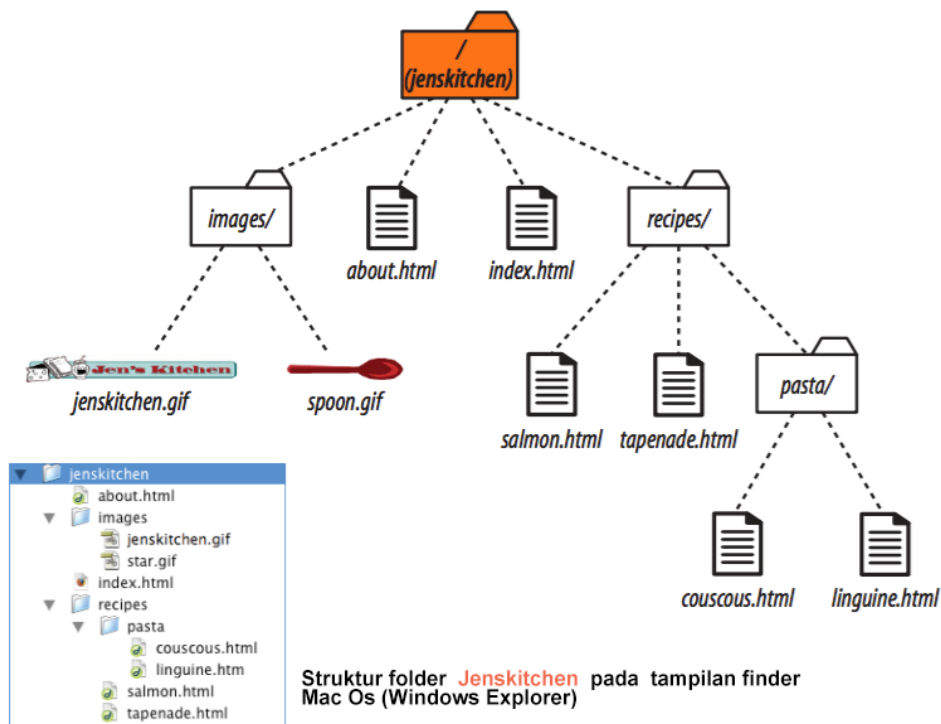 /
(jenskitchen)
images/
about.html
index.html
recipes/
Jen's Kitchen
jenskitchen.gif
spoon.gif
salmon.html
tapenade.html
pasta/
couscous.html
linguine.html
jenskitchen
about.html
images
jenskitchen.gif
star.gif
index.html
recipes
pasta
couscous.html
linguine.htm
salmon.html
tapenade.html
Struktur folder Jenskitchen pada tampilan finder
Mac Os (Windows Explorer)